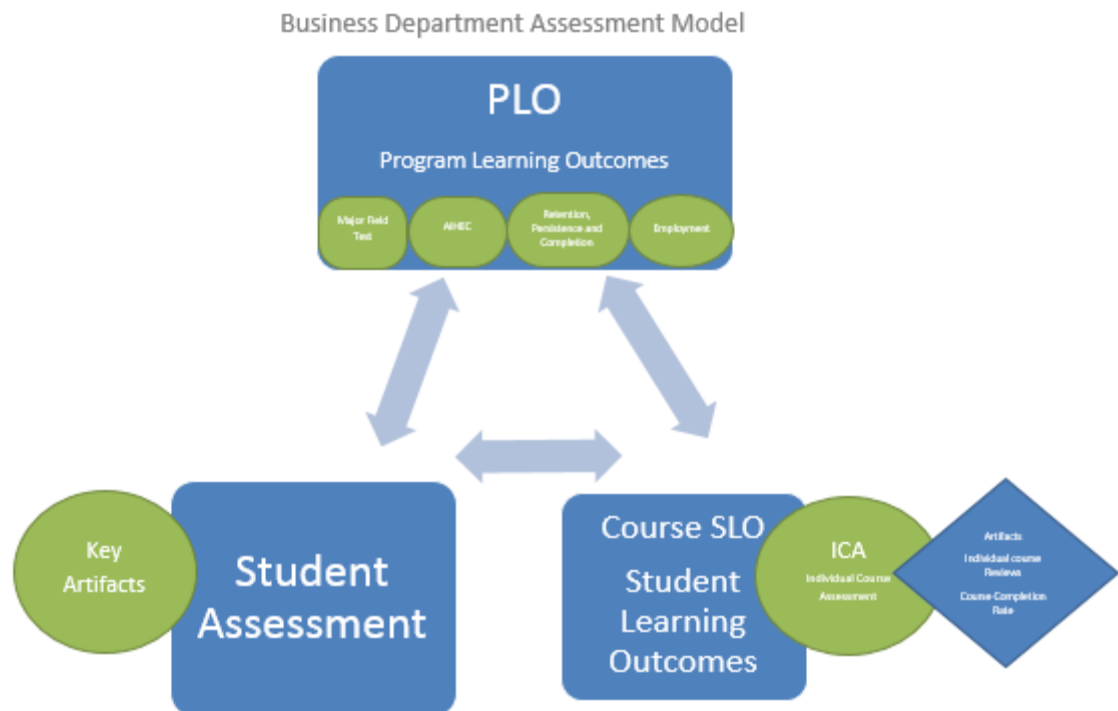 Business Department Assessment Model
PLO
Program Learning Outcomes
Major Field
Test
AIHEC
Retention,
Persistence and
Completion
Employment
Key
Artifacts
Student
Assessment
Course SLO
Student
Learning
Outcomes
ICA
Individual Course
Assessment
Artifacts
Individual course
Reviews
Course Completion
Rate